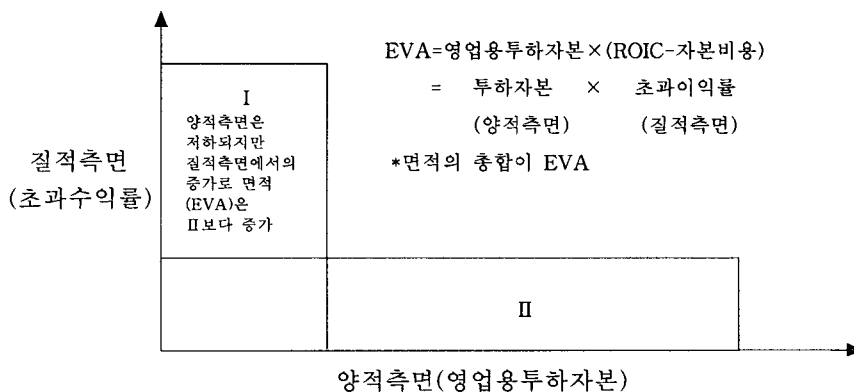 EVA=영업용투하자본×(ROIC-자본비용)
= 투하자본 × 초과이익률
(양적측면) (질적측면)
*면적의 총합이 EVA
I
양적측면은
저하되지만
질적측면에서의
증가로 면적
(EVA)은
II보다 증가
질적측면
(초과수익률)
II
양적측면(영업용투하자본)